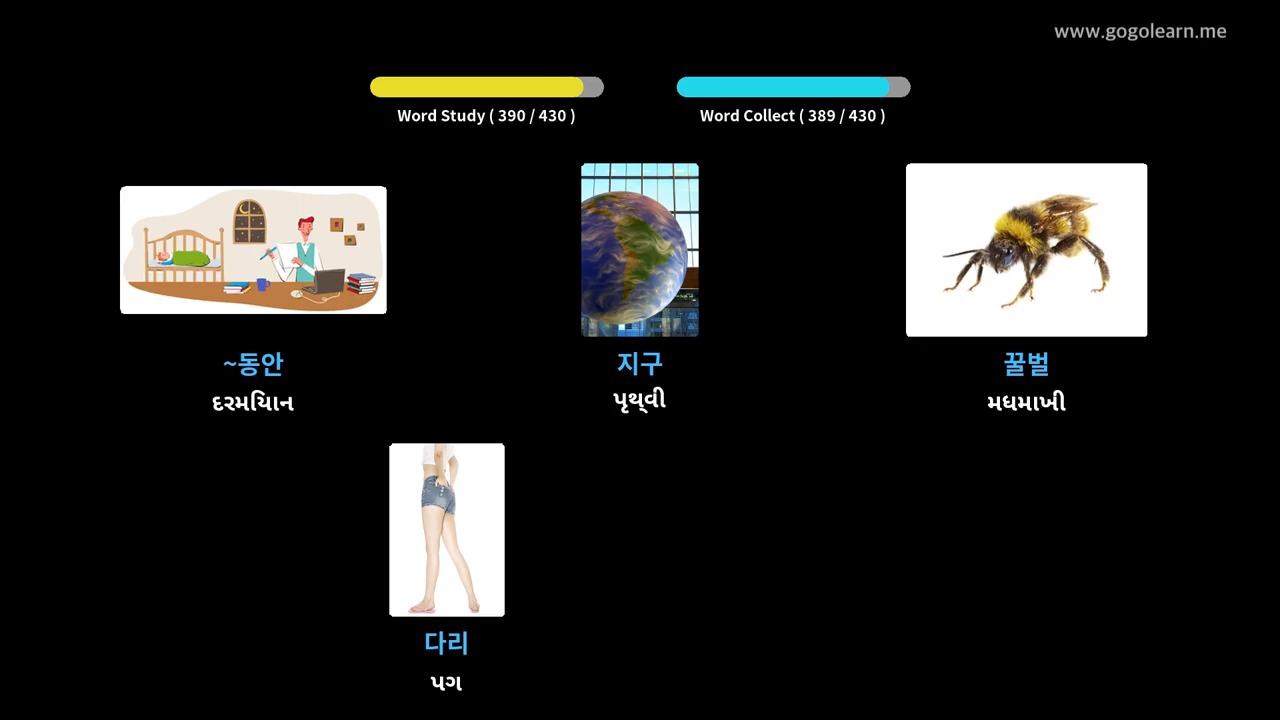 www.gogolearn.me
Word Study ( 390 / 430 )
Word Collect ( 389 / 430 )
~동안
지구
꿀벌
દરમિયાન
પૃથ્વી
મધમાખી
다리
પગ